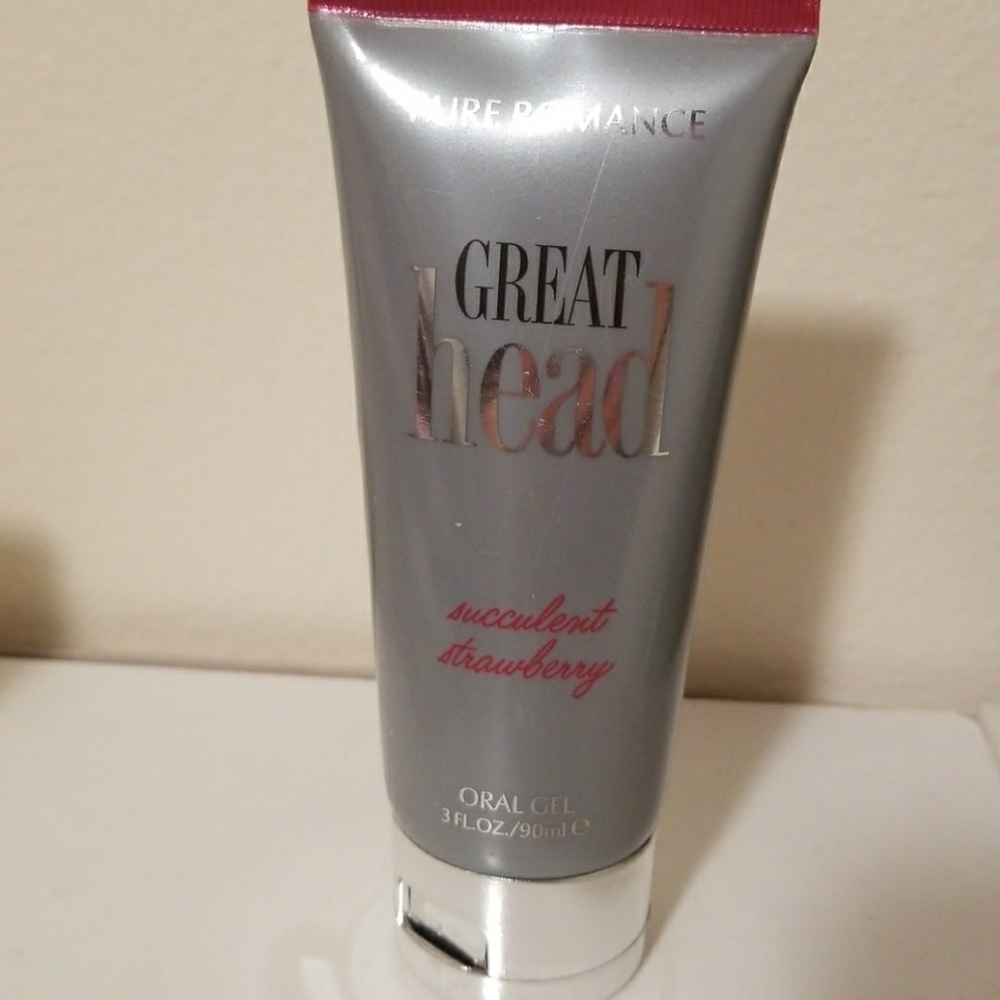 PURE ROMANCE
GREAT
head
succulent
strawberry
ORAL GEL
3 FL.OZ./90ml ℮